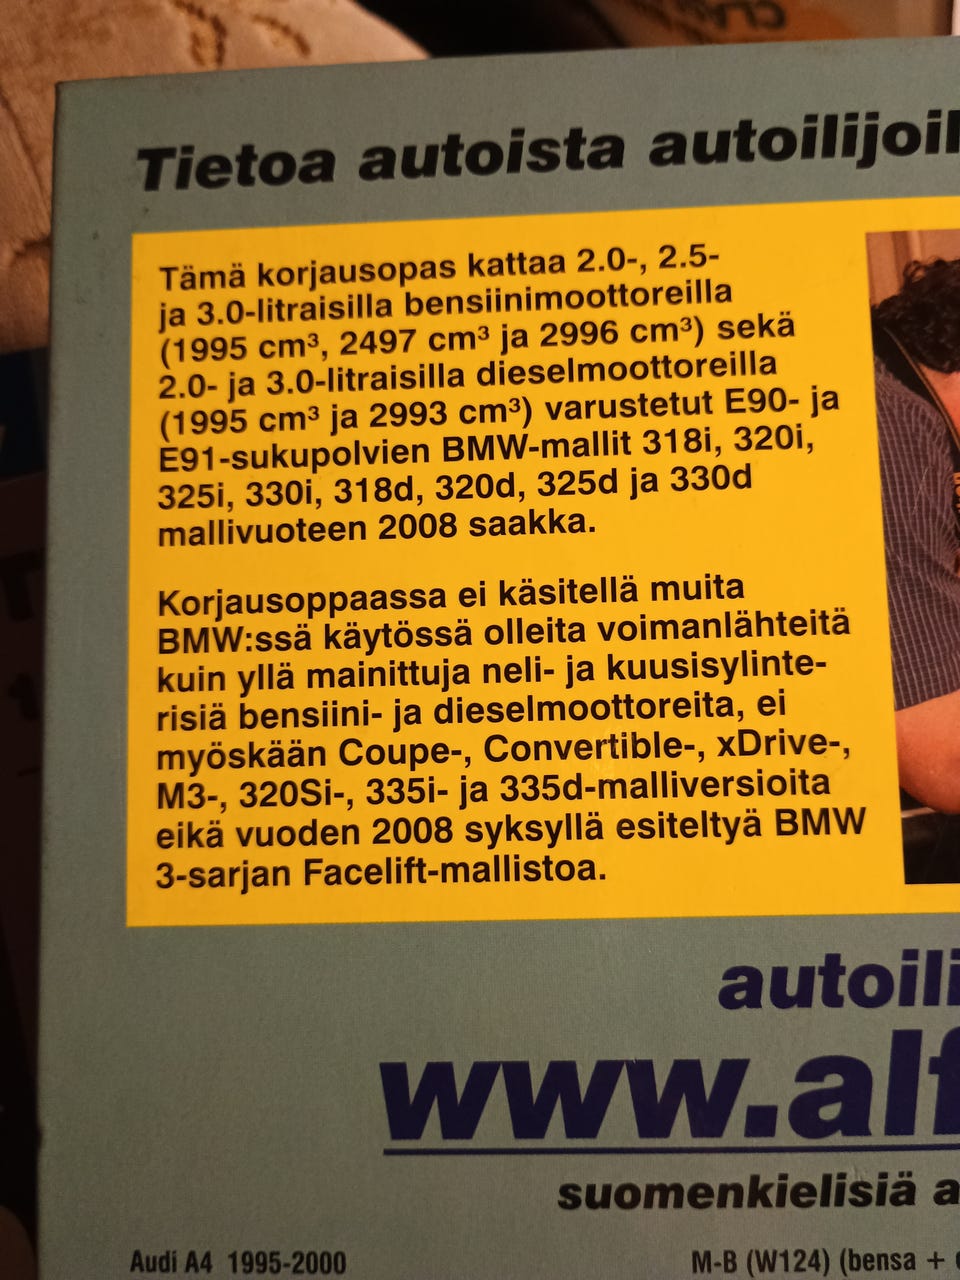 Tietoa autoista
Tämä korjausopas kattaa 2.0-, 2.5-
ja 3.0-litraisilla bensiinimoottoreilla
(1995 cm³, 2497 cm³ ja 2996 cm³) sekä
2.0- ja 3.0-litraisilla dieselmoottoreilla
(1995 cm³ ja 2993 cm³) varustetut E90- ja
E91-sukupolvien BMW-mallit 318i, 320i,
325i, 330i, 318d, 320d, 325d ja 330d
mallivuoteen 2008 saakka.
Korjausoppaassa ei käsitellä muita
BMW:ssä käytössä olleita voimanlähteitä
kuin yllä mainittuja neli- ja kuusisylinte-
risiä bensiini- ja dieselmoottoreita, ei
myöskään Coupe-, Convertible-, xDrive-,
M3-, 320Si-, 335i- ja 335d-malliversioita
eikä vuoden 2008 syksyllä esiteltyä BMW
3-sarjan Facelift-mallistoa.
autoili
www.alf
suomenkielisiä a
Audi A4 1995-2000
M-B (W124) (bensa +